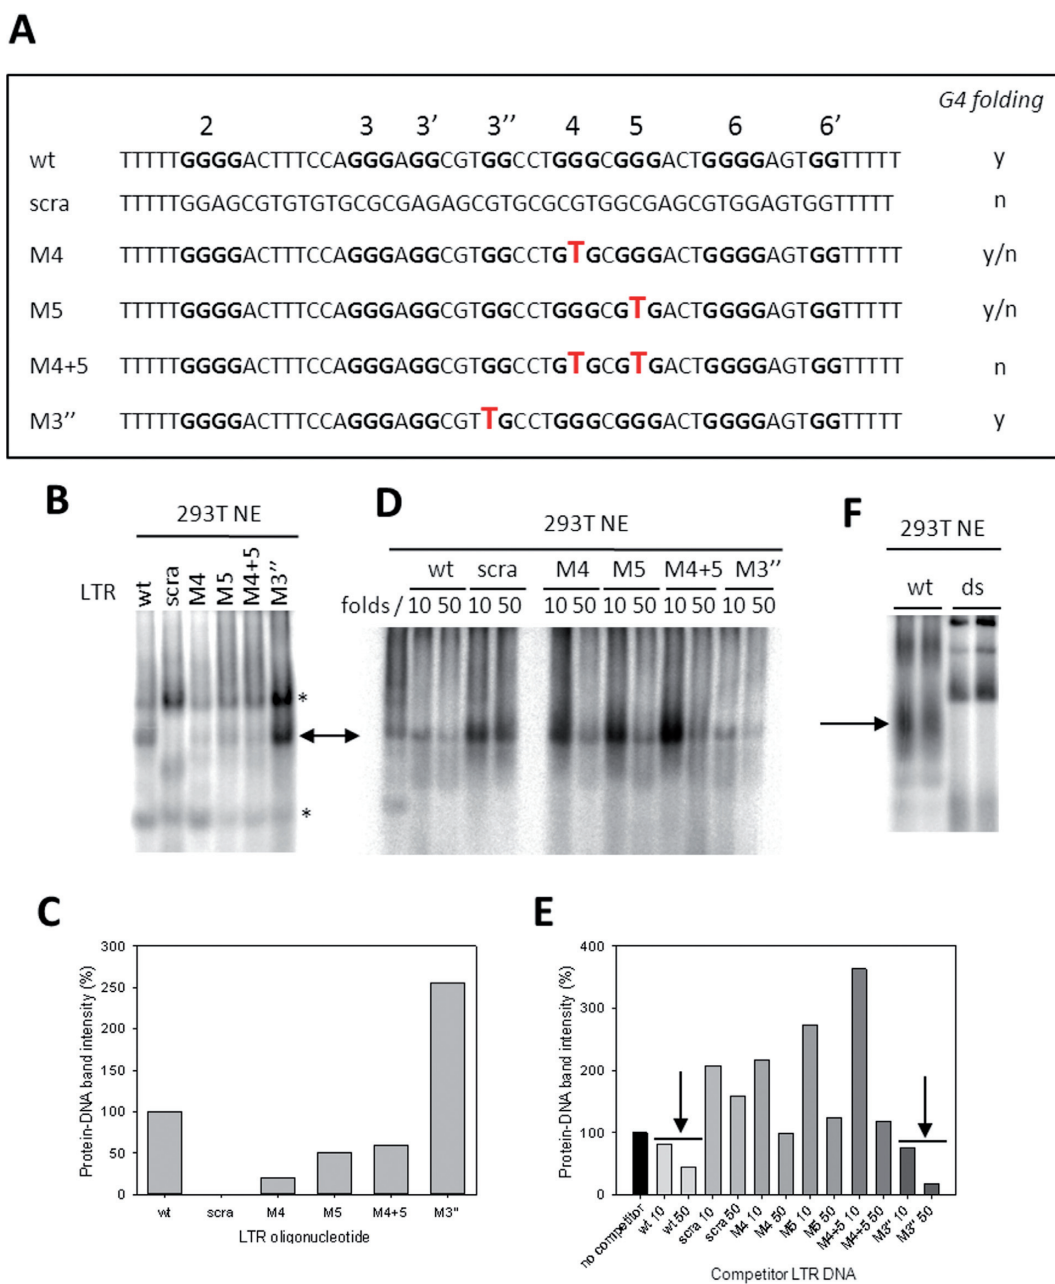 A
G4 folding
2 3 3' 3'' 4 5 6 6'
wt TTTTTGGGGACTTTCCAGGGAGGCGTGGCCTGGGCGGGACTGGGGAGTGGTTTTT y
scra TTTTTGGAGCGTGTGTGCGCGAGAGCGTGCGCGTGGCGAGCGTGGAGTGGTTTTT n
M4 TTTTTGGGGACTTTCCAGGGAGGCGTGGCCTGTGCGGGACTGGGGAGTGGTTTTT y/n
M5 TTTTTGGGGACTTTCCAGGGAGGCGTGGCCTGGGCGTGACTGGGGAGTGGTTTTT y/n
M4+5 TTTTTGGGGACTTTCCAGGGAGGCGTGGCCTGTGCGTGACTGGGGAGTGGTTTTT n
M3'' TTTTTGGGGACTTTCCAGGGAGGCGTTGCCTGGGCGGGACTGGGGAGTGGTTTTT y
B
293T NE
LTR wt scra M4 M5 M4+5 M3''
*
*
D
293T NE
wt scra M4 M5 M4+5 M3''
folds / 10 50 10 50 10 50 10 50 10 50 10 50
F
293T NE
wt ds
C
Protein-DNA band intensity (%)
300
250
200
150
100
50
0
wt scra M4 M5 M4+5 M3"
LTR oligonucleotide
E
Protein-DNA band intensity (%)
400
300
200
100
0
no competitor wt 10 wt 50 scra 10 scra 50 M4 10 M4 50 M5 10 M5 50 M4+5 10 M4+5 50 M3" 10 M3" 50
Competitor LTR DNA